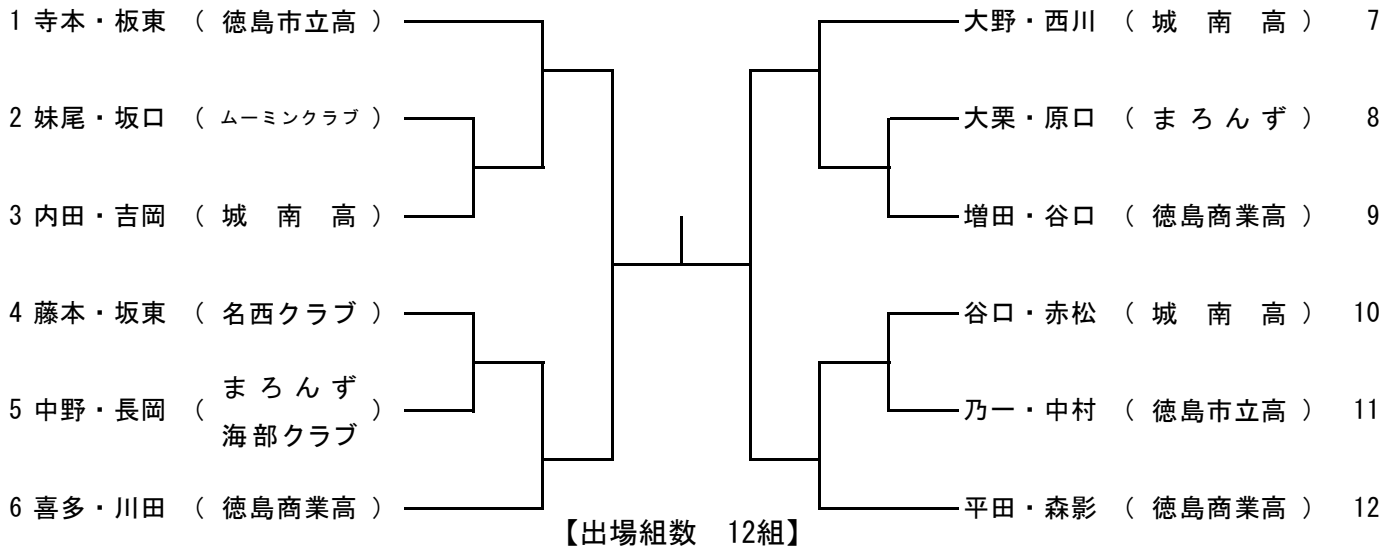 1 寺本・板東 （ 徳島市立高 ）
2 妹尾・坂口 （ ムーミンクラブ ）
3 内田・吉岡 （ 城　南　高 ）
4 藤本・坂東 （ 名西クラブ ）
5 中野・長岡 （ まろんず
海部クラブ ）
6 喜多・川田 （ 徳島商業高 ）
大野・西川 （ 城　南　高 ） 7
大栗・原口 （ まろんず ） 8
増田・谷口 （ 徳島商業高 ） 9
谷口・赤松 （ 城　南　高 ） 10
乃一・中村 （ 徳島市立高 ） 11
平田・森影 （ 徳島商業高 ） 12
【出場組数　12組】